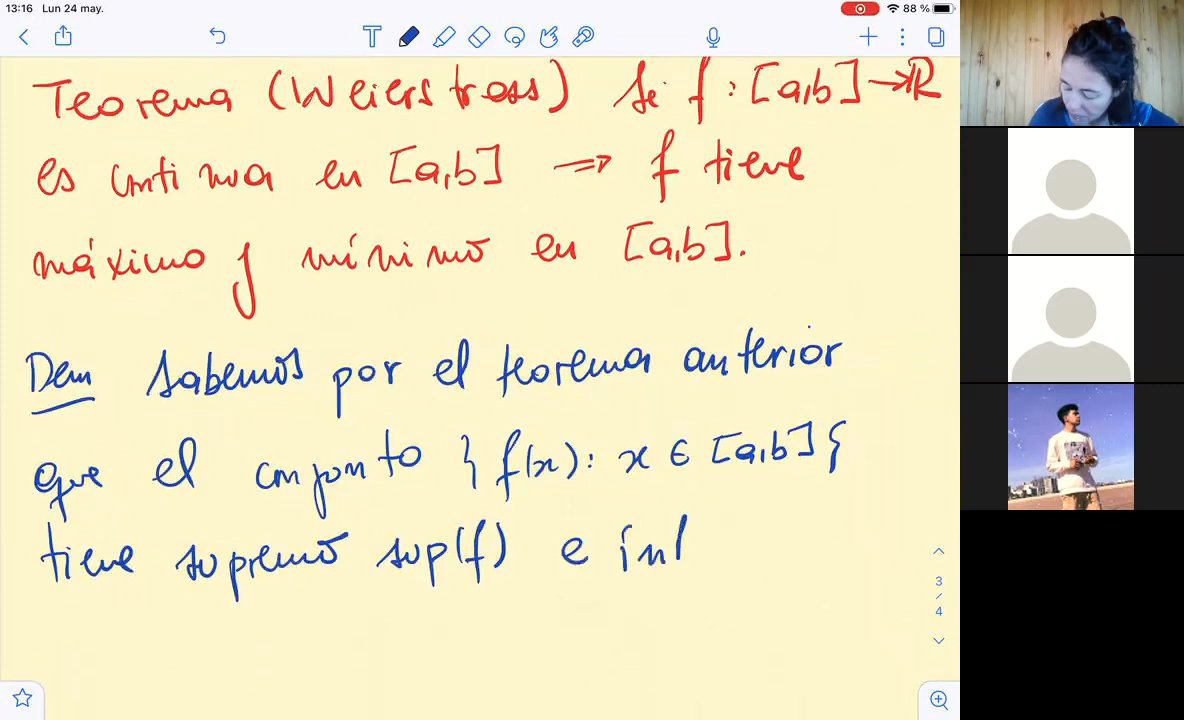 13:16 Lun 24 may.
88 %
Teorema (Weierstrass) Si f : [a,b] → ℝ
es continua en [a,b] ⇒ f tiene
máximo y mínimo en [a,b].
Dem Sabemos por el teorema anterior
que el conjunto { f(x) : x ∈ [a,b] }
tiene supremo sup(f) e ínf
3
/
4